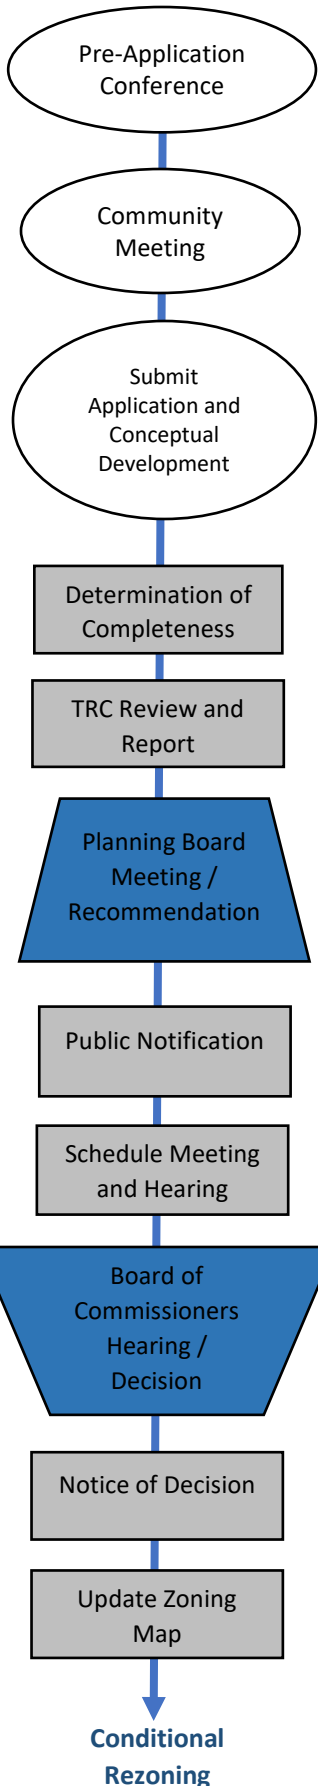 Pre-Application
Conference
Community
Meeting
Submit
Application and
Conceptual
Development
Determination of
Completeness
TRC Review and
Report
Planning Board
Meeting /
Recommendation
Public Notification
Schedule Meeting
and Hearing
Board of
Commissioners
Hearing /
Decision
Notice of Decision
Update Zoning
Map
Conditional
Rezoning